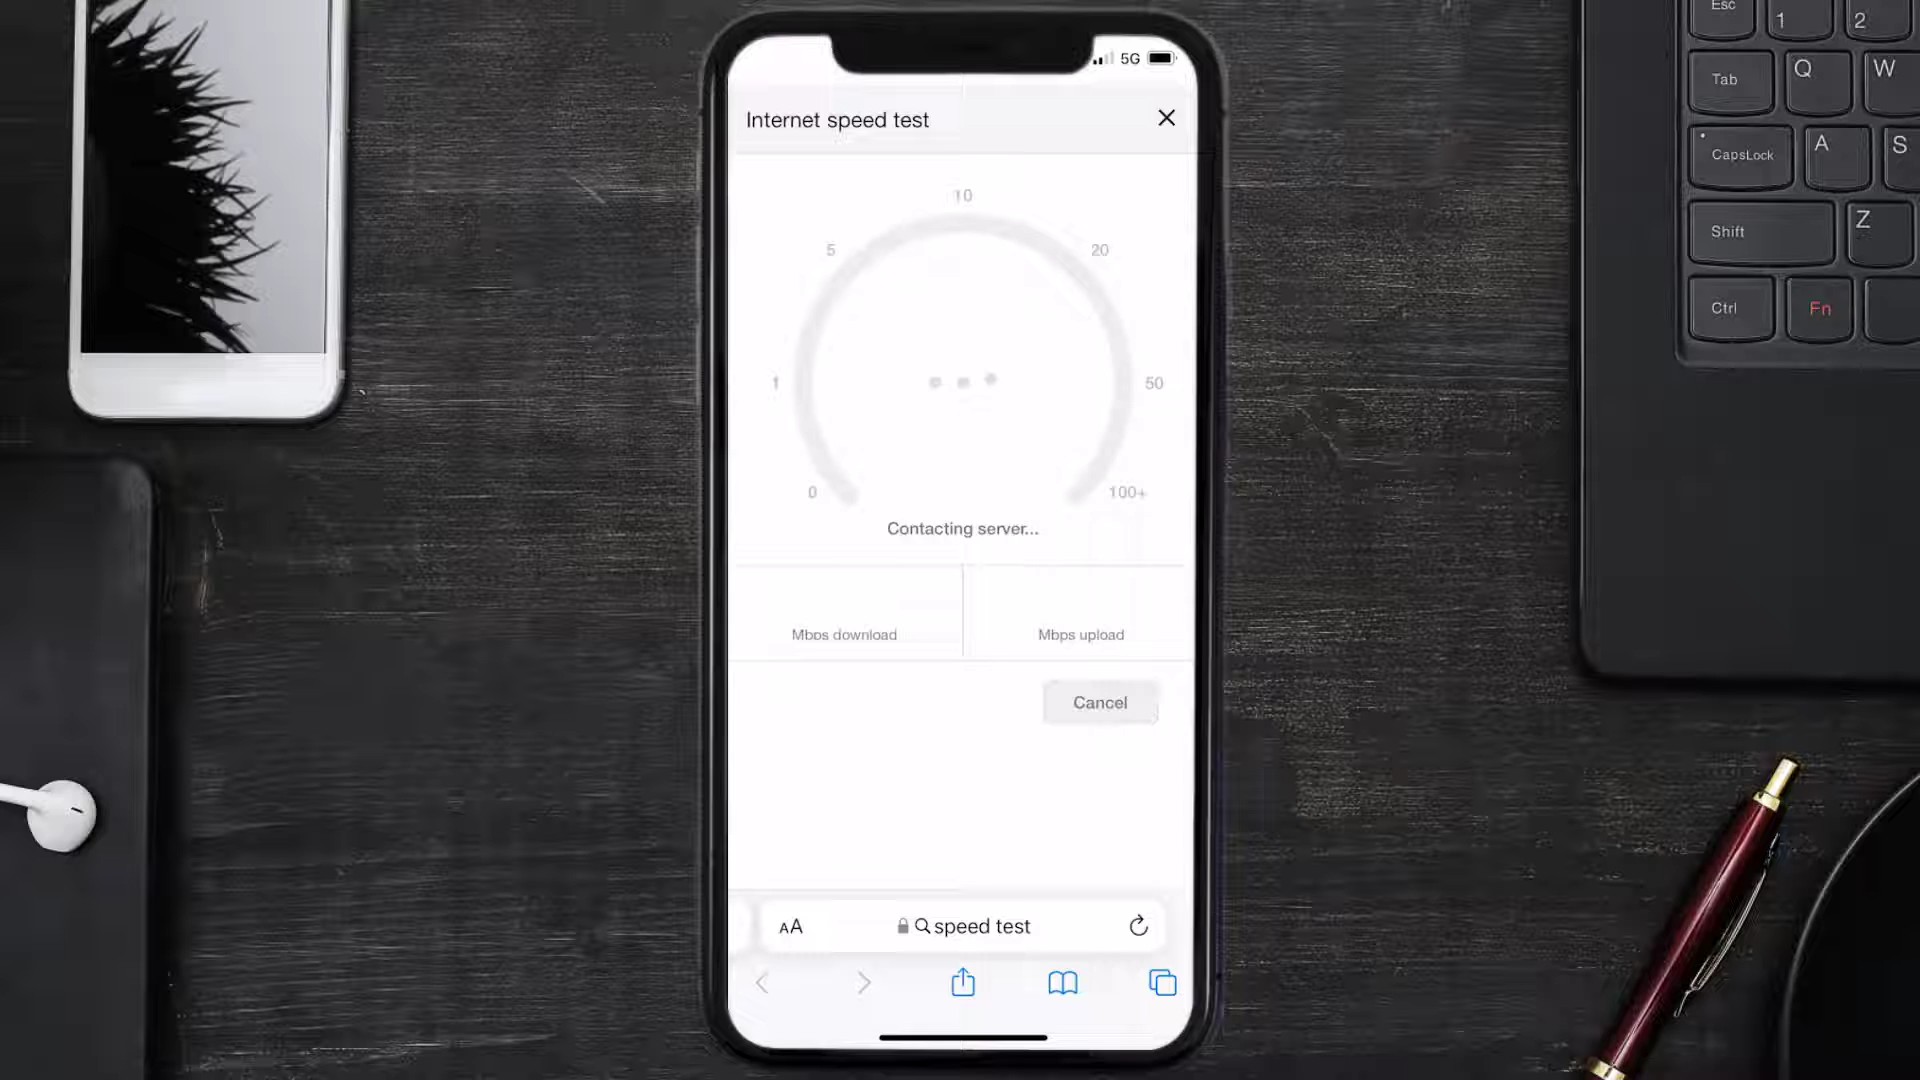 5G
Internet speed test
10
5
20
1
50
0
100+
Contacting server...
Mbps download
Mbps upload
Cancel
AA
speed test
Esc
1
2
Tab
Q
W
CapsLock
A
S
Shift
Z
Ctrl
Fn